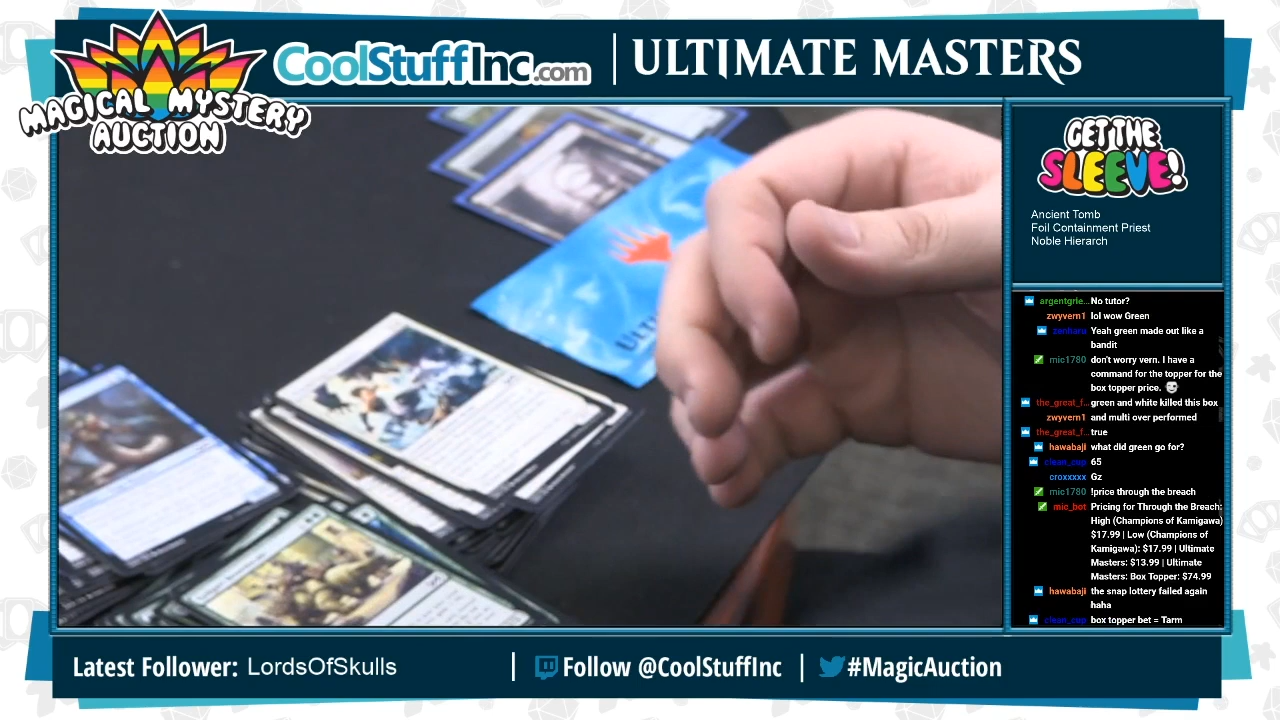 MAGICAL MYSTERY
AUCTION
CoolStuffInc.com
ULTIMATE MASTERS
GET THE
SLEEVE!
Ancient Tomb
Foil Containment Priest
Noble Hierarch
argentgrie... No tutor?
zwyvern1 lol wow Green
zenharo Yeah green made out like a
bandit
mic1780 don't worry vern. I have a
command for the topper for the
box topper price.
the_great_f... green and white killed this box
zwyvern1 and multi over performed
the_great_f... true
hawabaji what did green go for?
clean_cup 65
croxxxxx Gz
mic1780 !price through the breach
mic_bot Pricing for Through the Breach:
High (Champions of Kamigawa)
$17.99 | Low (Champions of
Kamigawa): $17.99 | Ultimate
Masters: $13.99 | Ultimate
Masters: Box Topper: $74.99
hawabaji the snap lottery failed again
haha
clean_cup box topper bet = Tarm
Latest Follower: LordsOfSkulls
Follow @CoolStuffInc
#MagicAuction